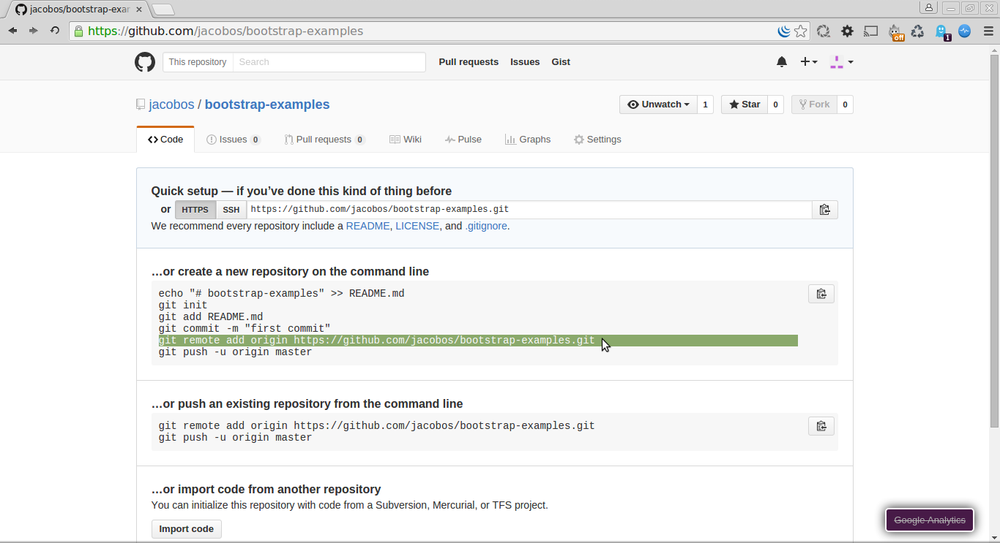 jacobos/bootstrap-exar
https://github.com/jacobos/bootstrap-examples
off 1
This repository Search Pull requests Issues Gist
jacobos / bootstrap-examples Unwatch 1 Star 0 Fork 0
Code Issues 0 Pull requests 0 Wiki Pulse Graphs Settings
Quick setup — if you’ve done this kind of thing before
or HTTPS SSH https://github.com/jacobos/bootstrap-examples.git
We recommend every repository include a README, LICENSE, and .gitignore.
…or create a new repository on the command line
echo "# bootstrap-examples" >> README.md
git init
git add README.md
git commit -m "first commit"
git remote add origin https://github.com/jacobos/bootstrap-examples.git
git push -u origin master
…or push an existing repository from the command line
git remote add origin https://github.com/jacobos/bootstrap-examples.git
git push -u origin master
…or import code from another repository
You can initialize this repository with code from a Subversion, Mercurial, or TFS project.
Import code
Google Analytics